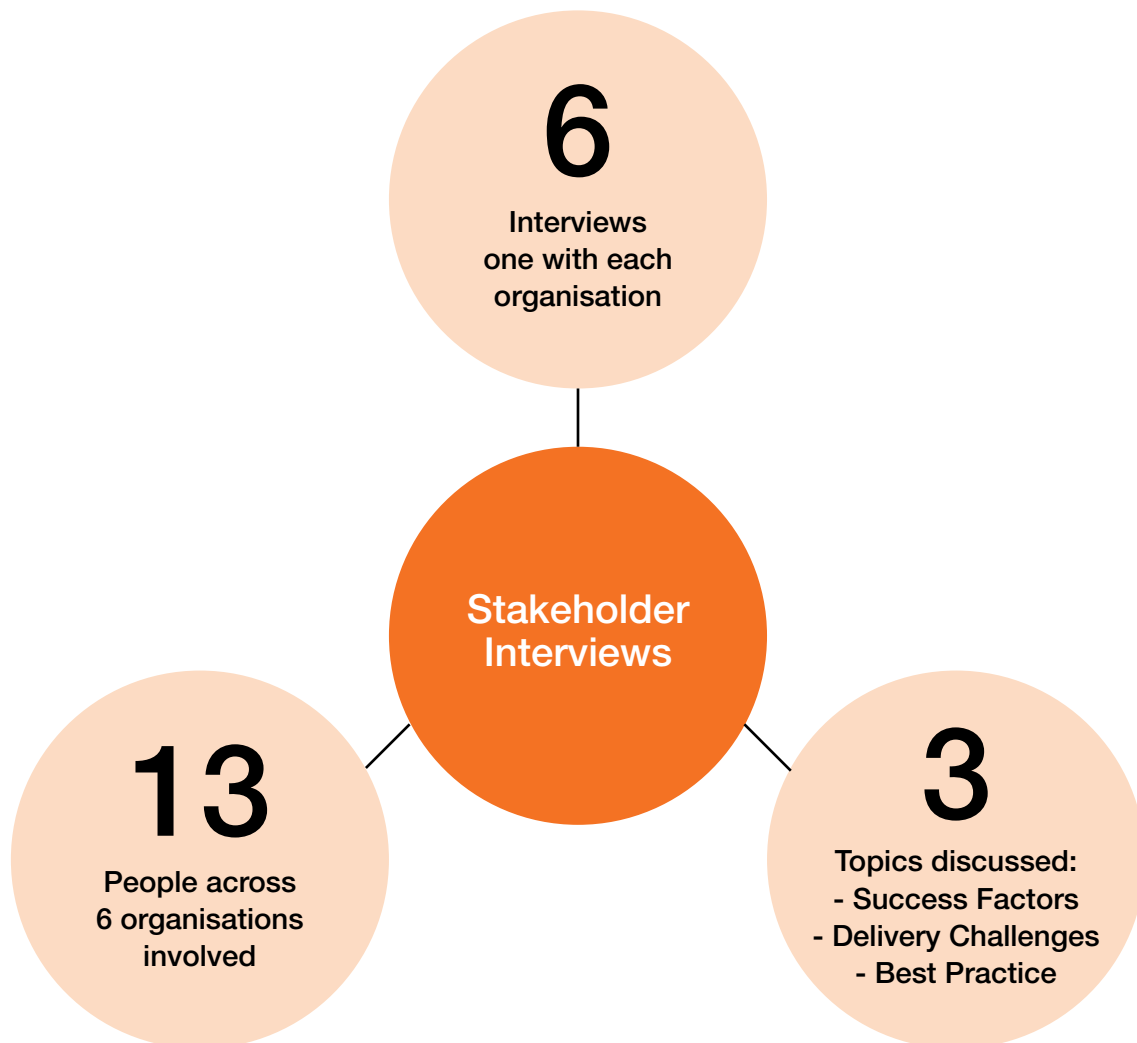 6
Interviews
one with each
organisation
Stakeholder
Interviews
13
People across
6 organisations
involved
3
Topics discussed:
- Success Factors
- Delivery Challenges
- Best Practice